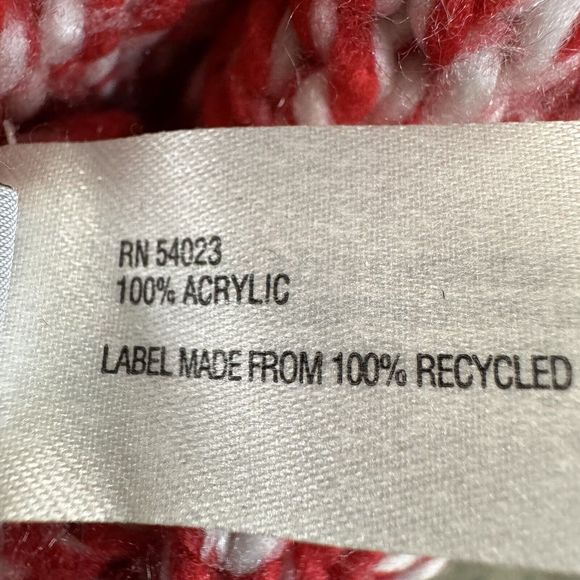 RN 54023
100% ACRYLIC
LABEL MADE FROM 100% RECYCLED